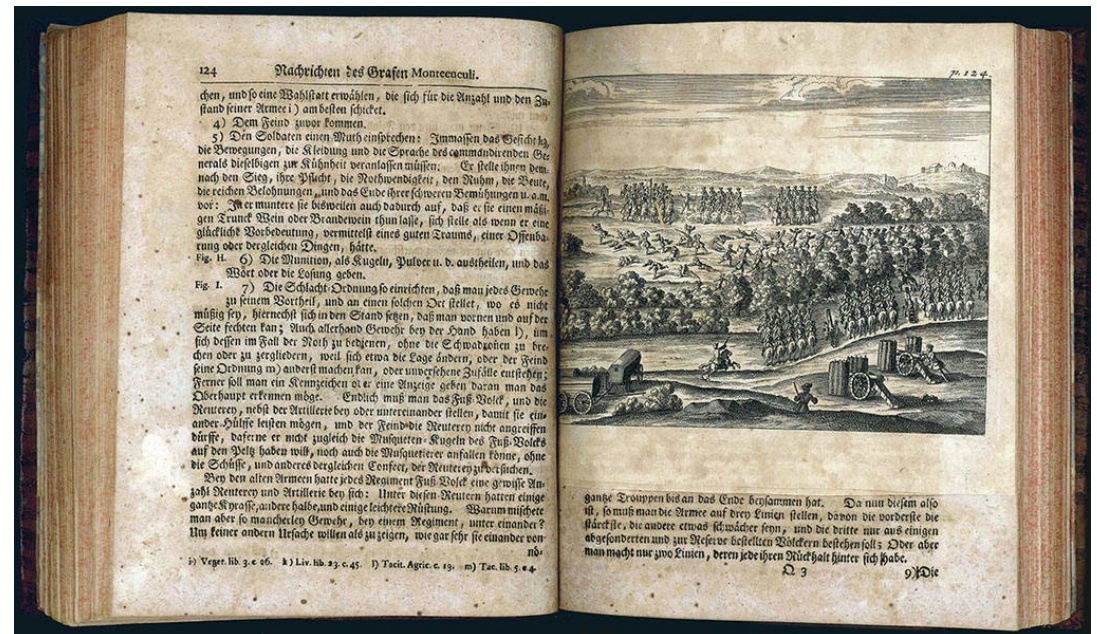 124 Nachrichten des Grafen Montecuculi.
chen, und so eine Wahlstatt erwählen, die sich für die Anzahl und den Zu-
stand seiner Armee i) am besten schicket.
4) Dem Feind zuvor kommen.
5) Den Soldaten einen Muth einsprechen: Immassen das Gesicht
die Bewegungen, die Kleidung und die Sprache des commandirenden Ge-
nerals dieselbigen zur Kühnheit veranlassen müssen. Er stelle ihnen dem-
nach den Sieg, ihre Pflicht, die Nothwendigkeit, den Ruhm, die Beute,
die reichen Belohnungen, und das Ende ihrer schweren Bemühungen u. a. m.
vor: Ja er muntere sie bisweilen auch dadurch auf, daß er sie einen mäßi-
gen Trunck Wein oder Brandewein thun lasse, sich stelle als wenn er eine
glücklicht Vorbedeutung, vermittelst eines guten Traums, einer Offenba-
rung oder dergleichen Dingen, hätte.
Fig. H. 6) Die Munition, als Kugeln, Pulver u. d. austheilen, und das
Wort oder die Losung geben.
Fig. I. 7) Die Schlacht-Ordnung so einrichten, daß man jedes Gewehr
zu seinem Vortheil, und an einen solchen Oct stellet, wo es nicht
müßig sey, hiernechst sich in den Stand setzen, daß man vornen und auf der
Seite fechten kan; Auch allerhand Gewehr bey der Hand haben l), um
sich dessen im Fall der Noth zu bedienen, ohne die Schwadronen zu bre-
chen oder zu zergliedern, weil sich etwa die Lage ändern, oder der Feind
seine Ordnung m) anderst machen kan, oder unversehene Zufälle entstehen;
Ferner soll man ein Kennzeichen oder eine Anzeige geben daran man das
Oberhaupt erkennen möge. Endlich muß man das Fuß-Volck, und die
Reuterey, nebst der Artillerie bey oder untereinander stellen, damit sie ein-
ander Hülffe leisten mögen, und der Feind die Reuterey nicht angreiffen
dürffe, daferne er nicht zugleich die Musqueten-Kugeln des Fuß-Volcks
auf den Peltz haben will, noch auch die Musquetierer anfallen könne, ohne
die Schüsse, und anderes dergleichen Confect, der Reuterey zu versuchen.
Bey den alten Armeen hatte jedes Regiment Fuß Volck eine gewisse An-
zahl Reuterey und Artillerie bey sich: Unter diesen Reutern hatten einige
gantze Kyrasse, andere halbe, und einige leichtere Rüstung. Warum mischete
man aber so mancherley Gewehr, bey einem Regiment, unter einander?
Um keiner andern Ursache willen als zu zeigen, wie gar sehr sie einander von-
nö-
i) Veget. lib. 3. c. 26. k) Liv. lib. 23. c. 45. l) Tacit. Agric. c. 13. m) Tac. lib. 5. c 4.
p. 124.
gantze Trouppen bis an das Ende beysammen hat. Da nun diesem also
ist, so muß man die Armee auf drey Linien stellen, davon die vorderste die
stärckste, die andere etwas schwächer seyn, und die dritte nur aus einigen
abgesonderten und zur Reserve bestellten Völckern bestehen soll; Oder aber
man macht nur zwo Linien, deren jede ihren Rückhalt hinter sich habe.
Q 3 9) Die